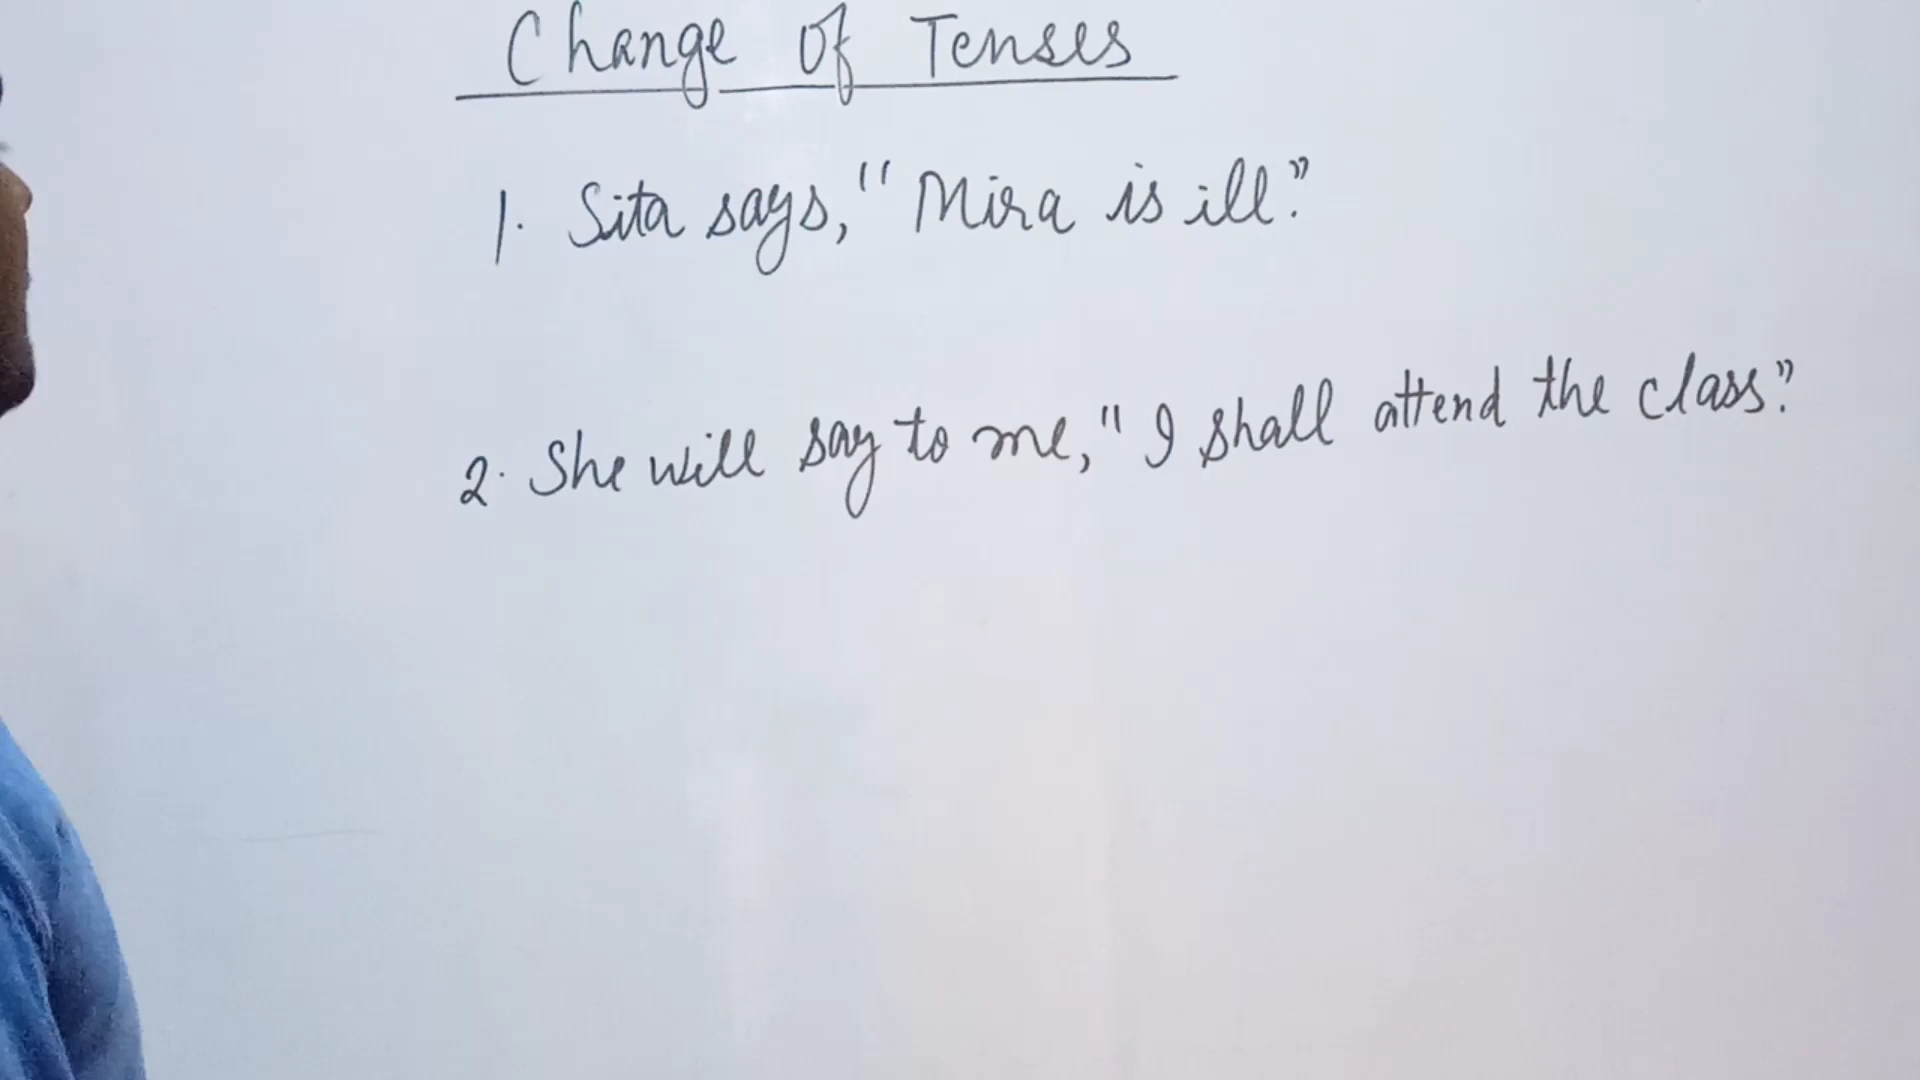 Change of Tenses
1. Sita says, "Mira is ill."
2. She will say to me, "I shall attend the class."